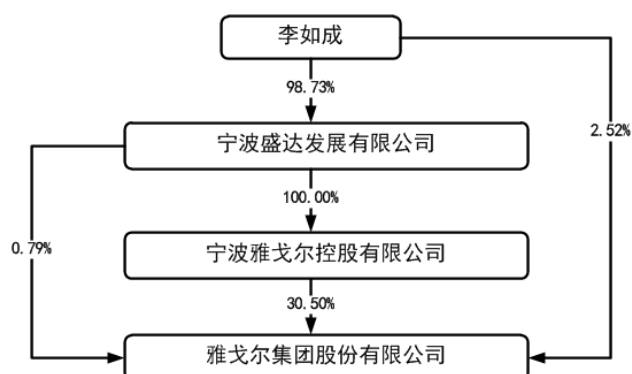 李如成
98.73%
2.52%
宁波盛达发展有限公司
100.00%
0.79%
宁波雅戈尔控股有限公司
30.50%
雅戈尔集团股份有限公司